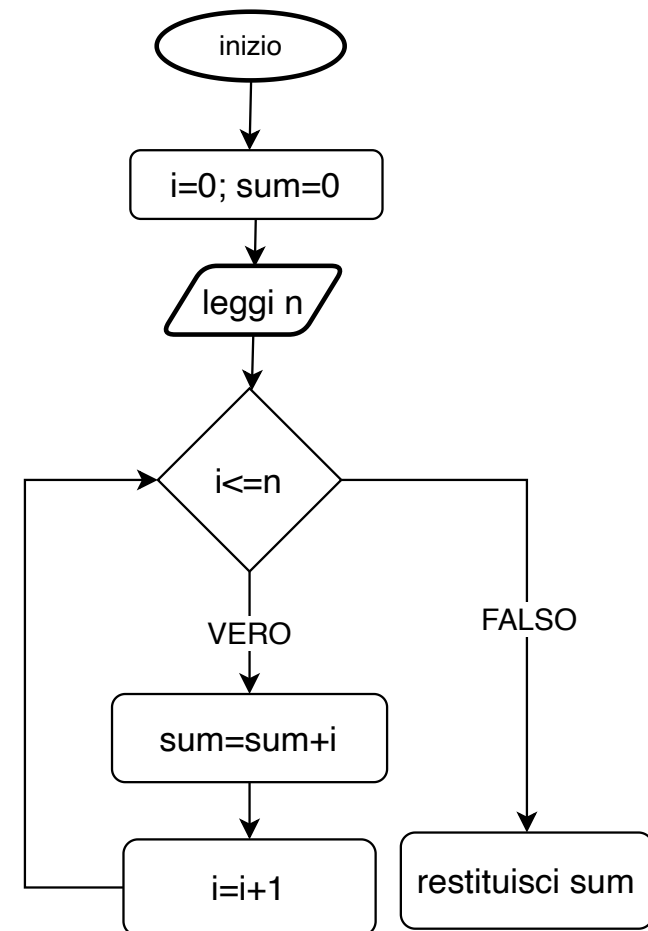 inizio
i=0; sum=0
leggi n
i<=n
VERO
FALSO
sum=sum+i
i=i+1
restituisci sum